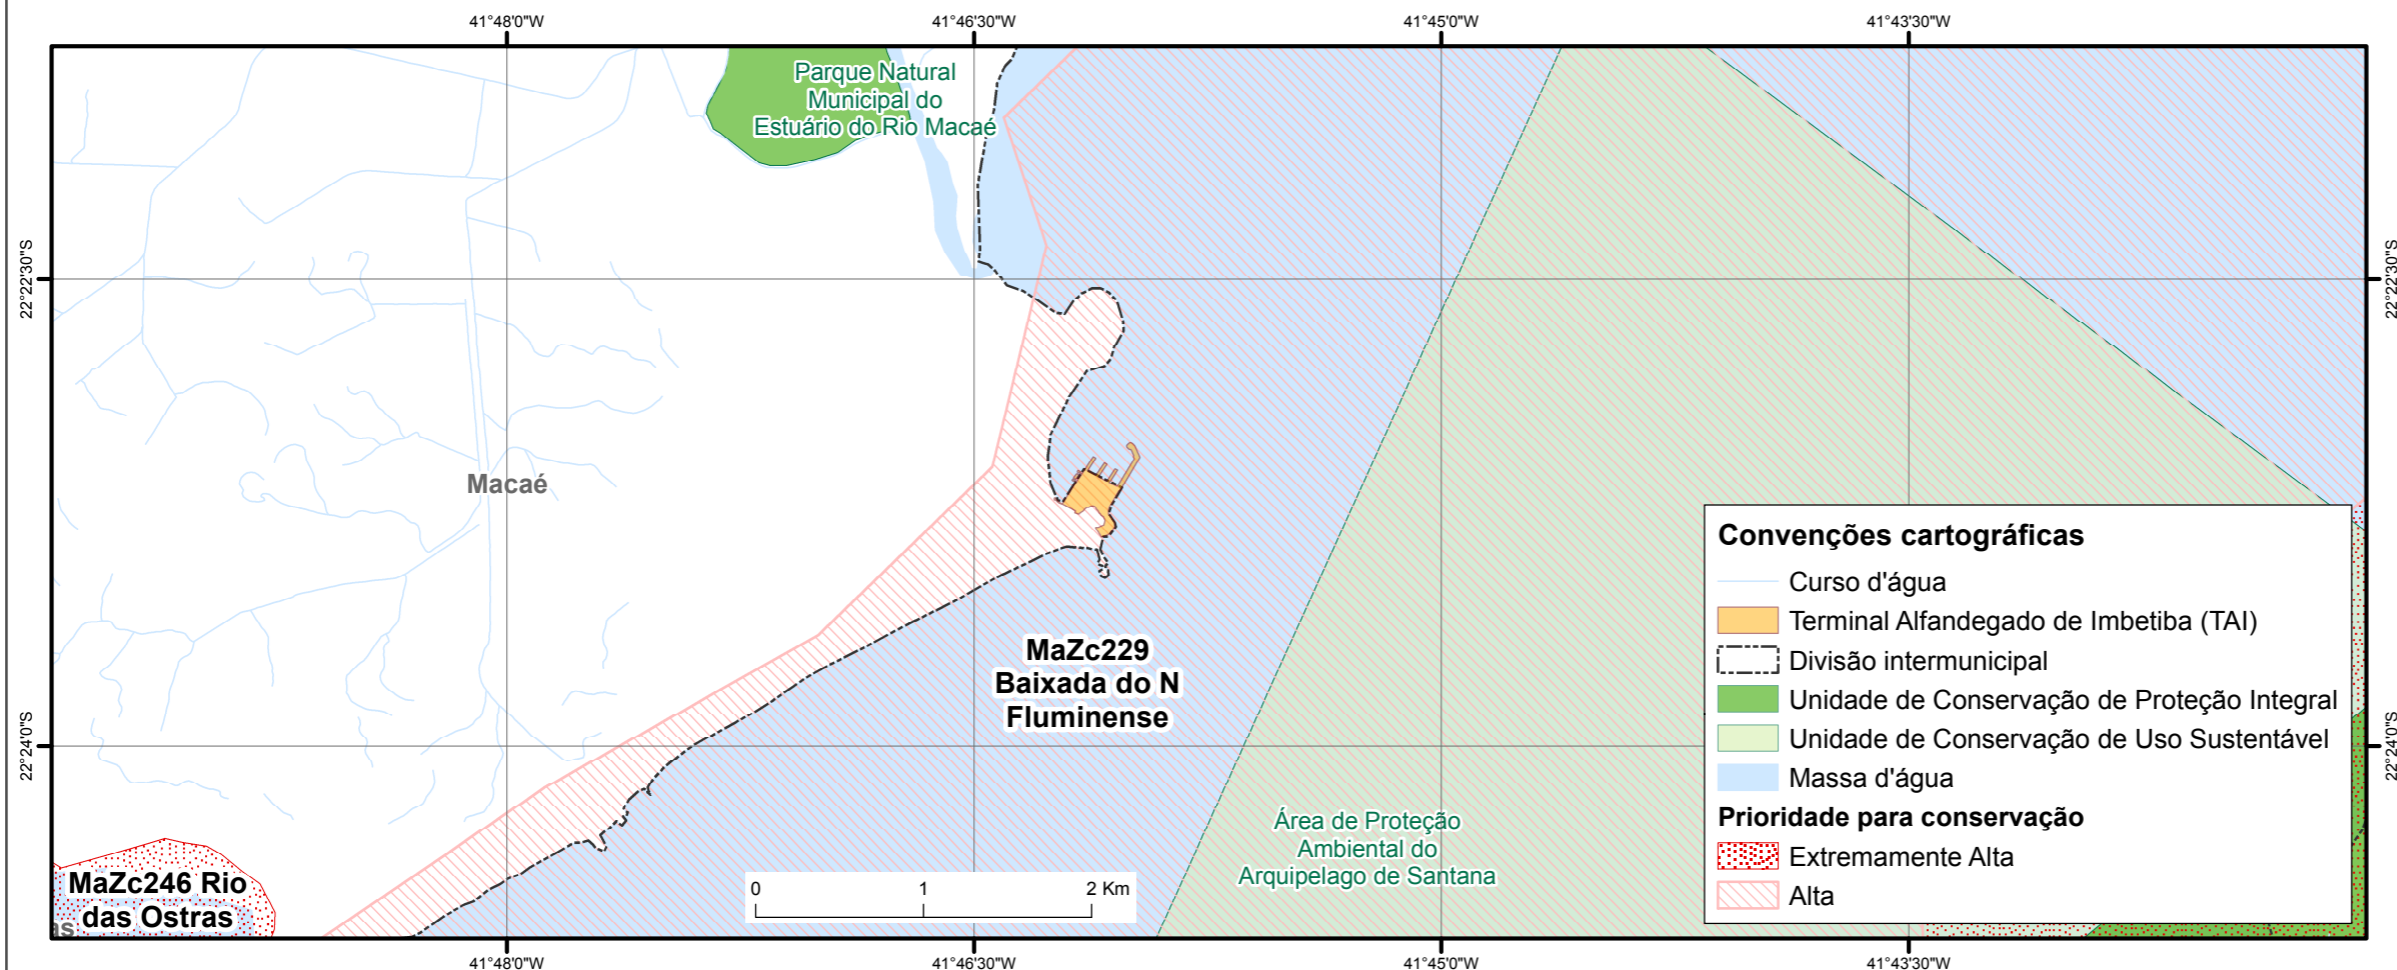 41°48'0"W
41°46'30"W
41°45'0"W
41°43'30"W
Parque Natural
Municipal do
Estuário do Rio Macaé
22°22'30"S
22°22'30"S
Macaé
MaZc229
Baixada do N
Fluminense
22°24'0"S
22°24'0"S
Área de Proteção
Ambiental do
Arquipelago de Santana
MaZc246 Rio
das Ostras
as
0 1 2 Km
Convenções cartográficas
Curso d'água
Terminal Alfandegado de Imbetiba (TAI)
Divisão intermunicipal
Unidade de Conservação de Proteção Integral
Unidade de Conservação de Uso Sustentável
Massa d'água
Prioridade para conservação
Extremamente Alta
Alta
41°48'0"W
41°46'30"W
41°45'0"W
41°43'30"W